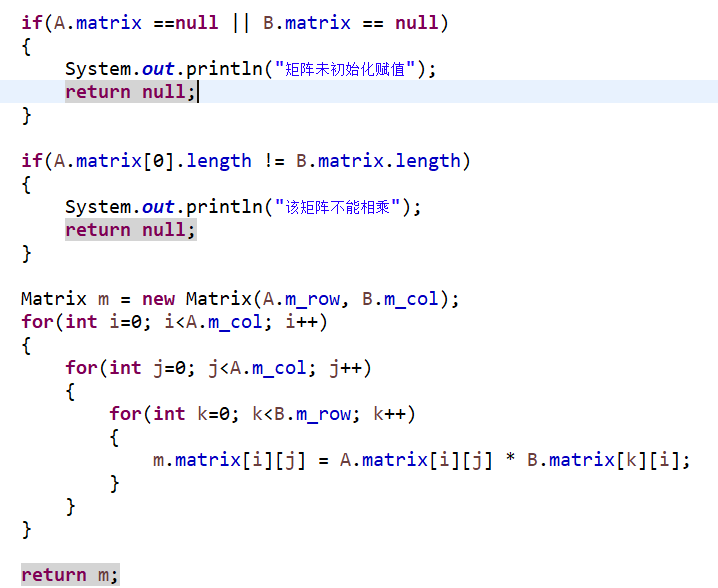 if(A.matrix ==null || B.matrix == null)
{
System.out.println("矩阵未初始化赋值");
return null;
}
if(A.matrix[0].length != B.matrix.length)
{
System.out.println("该矩阵不能相乘");
return null;
}
Matrix m = new Matrix(A.m_row, B.m_col);
for(int i=0; i<A.m_col; i++)
{
for(int j=0; j<A.m_col; j++)
{
for(int k=0; k<B.m_row; k++)
{
m.matrix[i][j] = A.matrix[i][j] * B.matrix[k][i];
}
}
}
return m;